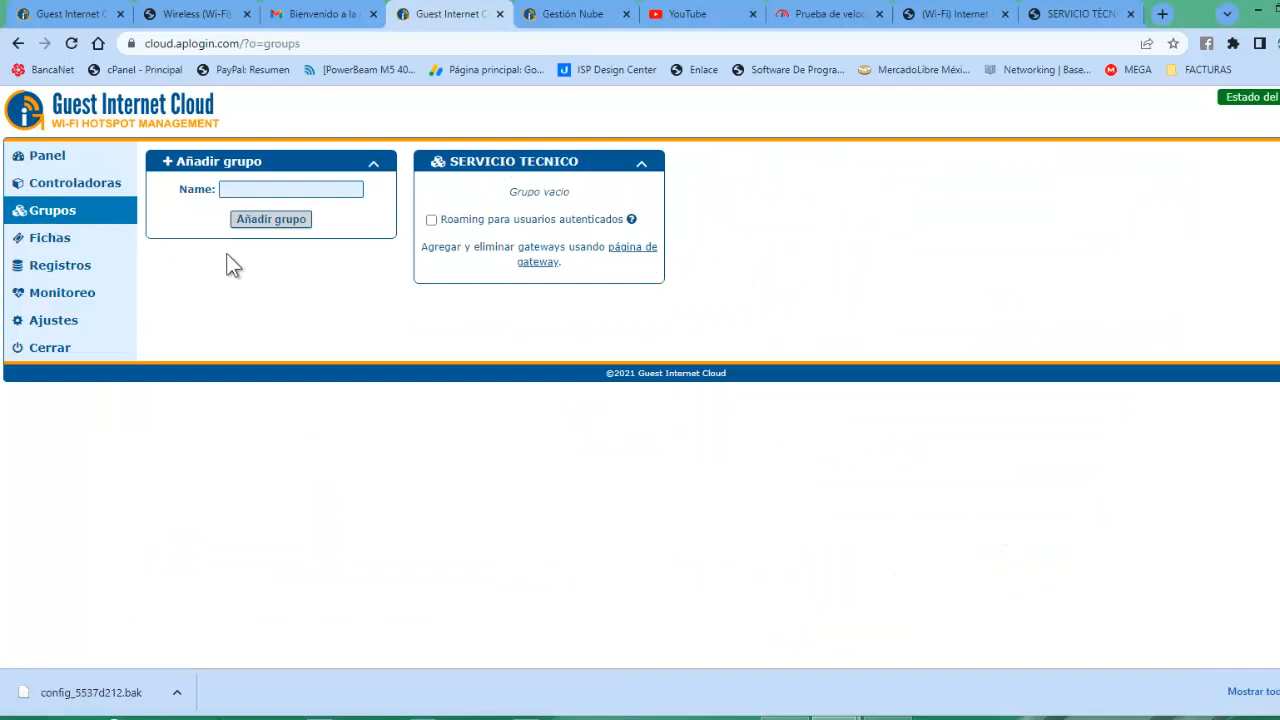 Guest Internet C
Wireless (Wi-Fi)
Bienvenido a la
Guest Internet C
Gestión Nube
YouTube
Prueba de veloc
(Wi-Fi) Internet
SERVICIO TÉCN
cloud.aplogin.com/?o=groups
BancaNet
cPanel - Principal
PayPal: Resumen
[PowerBeam M5 40...
Página principal: Go...
ISP Design Center
Enlace
Software De Progra...
MercadoLibre Méxi...
Networking | Base...
MEGA
FACTURAS
Guest Internet Cloud
WI-FI HOTSPOT MANAGEMENT
Estado del
Panel
Controladoras
Grupos
Fichas
Registros
Monitoreo
Ajustes
Cerrar
Añadir grupo
Name:
Añadir grupo
SERVICIO TECNICO
Grupo vacio
Roaming para usuarios autenticados
Agregar y eliminar gateways usando página de
gateway.
©2021 Guest Internet Cloud
config_5537d212.bak
Mostrar tod